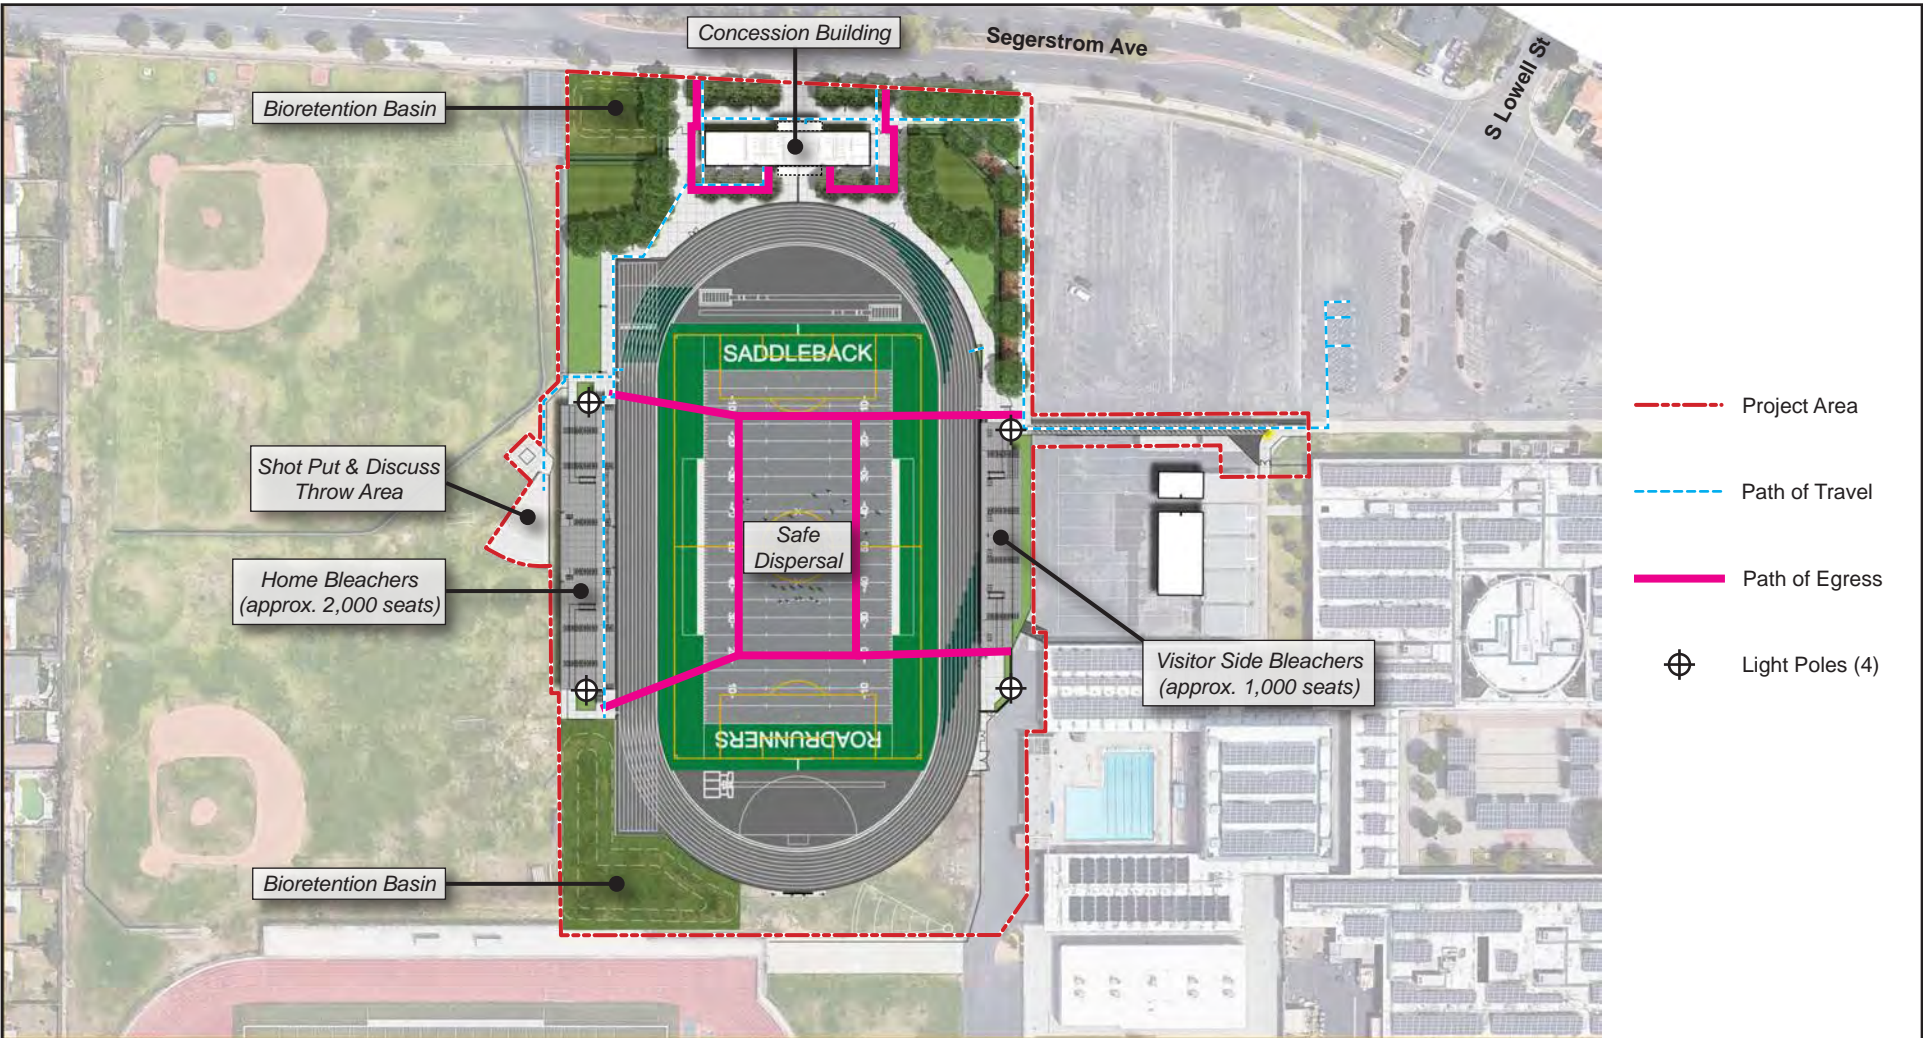 Concession Building
Segerstrom Ave
S Lowell St
Bioretention Basin
SADDLEBACK
Project Area
Shot Put & Discuss
Throw Area
Path of Travel
Safe
Dispersal
Home Bleachers
(approx. 2,000 seats)
Path of Egress
Visitor Side Bleachers
(approx. 1,000 seats)
Light Poles (4)
ROADRUNNERS
Bioretention Basin